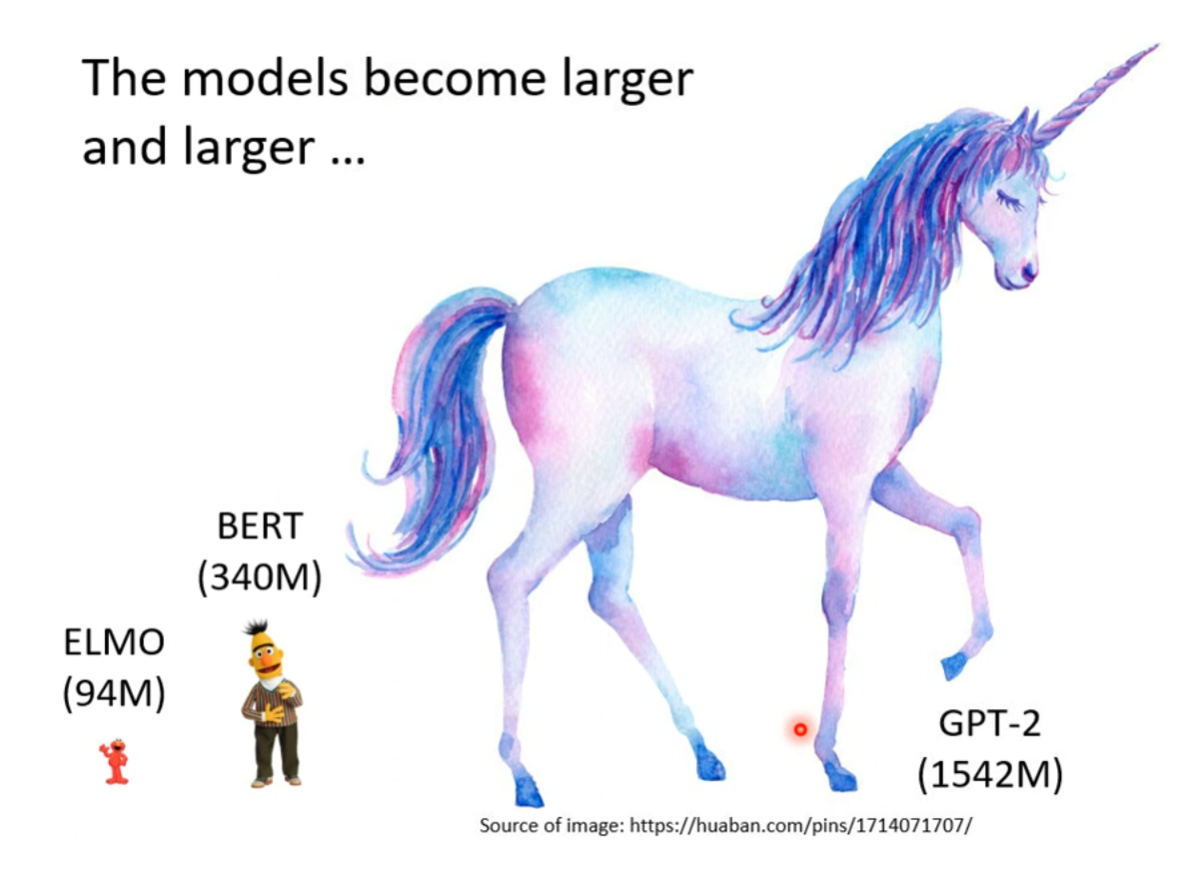 The models become larger
and larger ...
BERT
(340M)
ELMO
(94M)
GPT-2
(1542M)
Source of image: https://huaban.com/pins/1714071707/